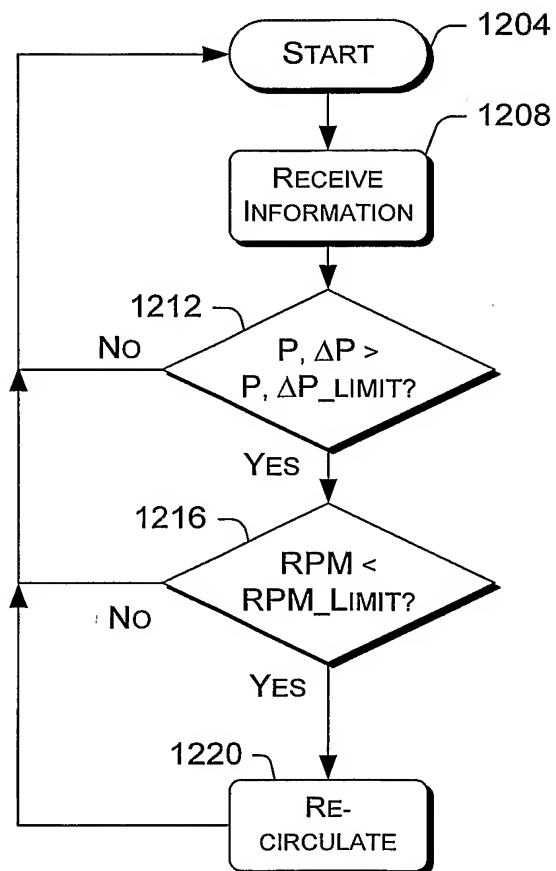 1204
START
1208
RECEIVE
INFORMATION
1212
NO
P, ΔP >
P, ΔP_LIMIT?
YES
1216
RPM <
RPM_LIMIT?
NO
YES
1220
RE-
CIRCULATE